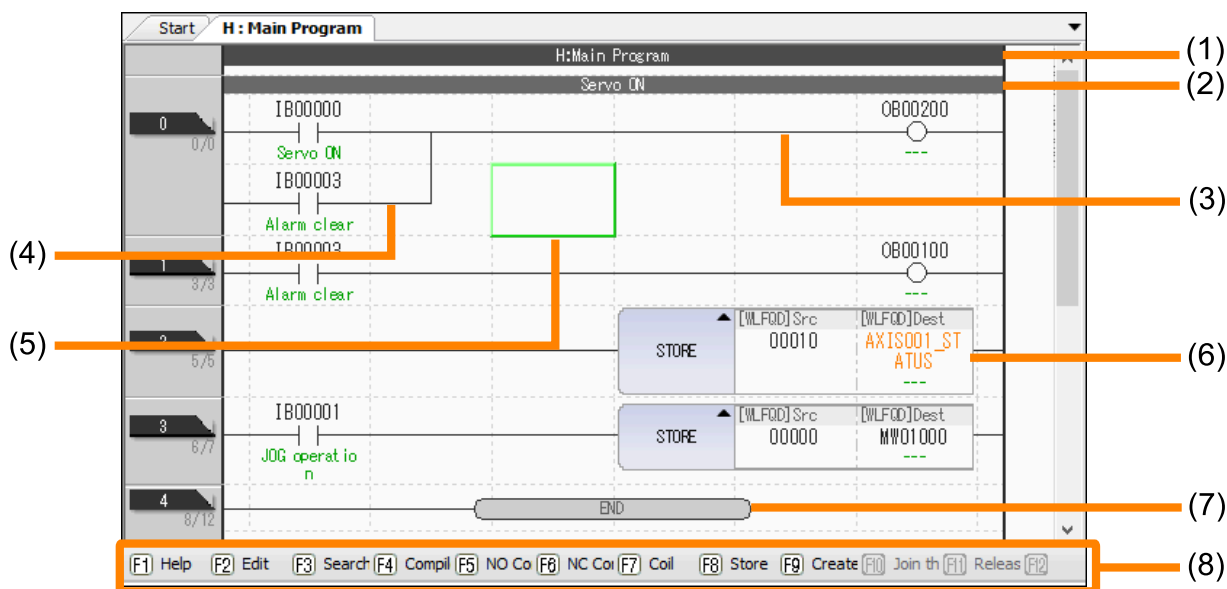 Start H : Main Program
H:Main Program
(1)
Servo ON
(2)
IB00000 OB00200
0
0/0
Servo ON ---
IB00003
(3)
Alarm clear
(4)
IB00003 OB00100
1
3/3
Alarm clear ---
[WLFQD]Src [WLFQD]Dest
2 STORE 00010 AXIS001_ST
ATUS
5/5
---
(5)
(6)
IB00001 [WLFQD]Src [WLFQD]Dest
3 STORE 00000 MW01000
6/7
JOG operatio ---
n
4 END
8/12
(7)
F1 Help F2 Edit F3 Search F4 Compil F5 NO Co F6 NC Co F7 Coil F8 Store F9 Create F10 Join th F11 Releas F12
(8)